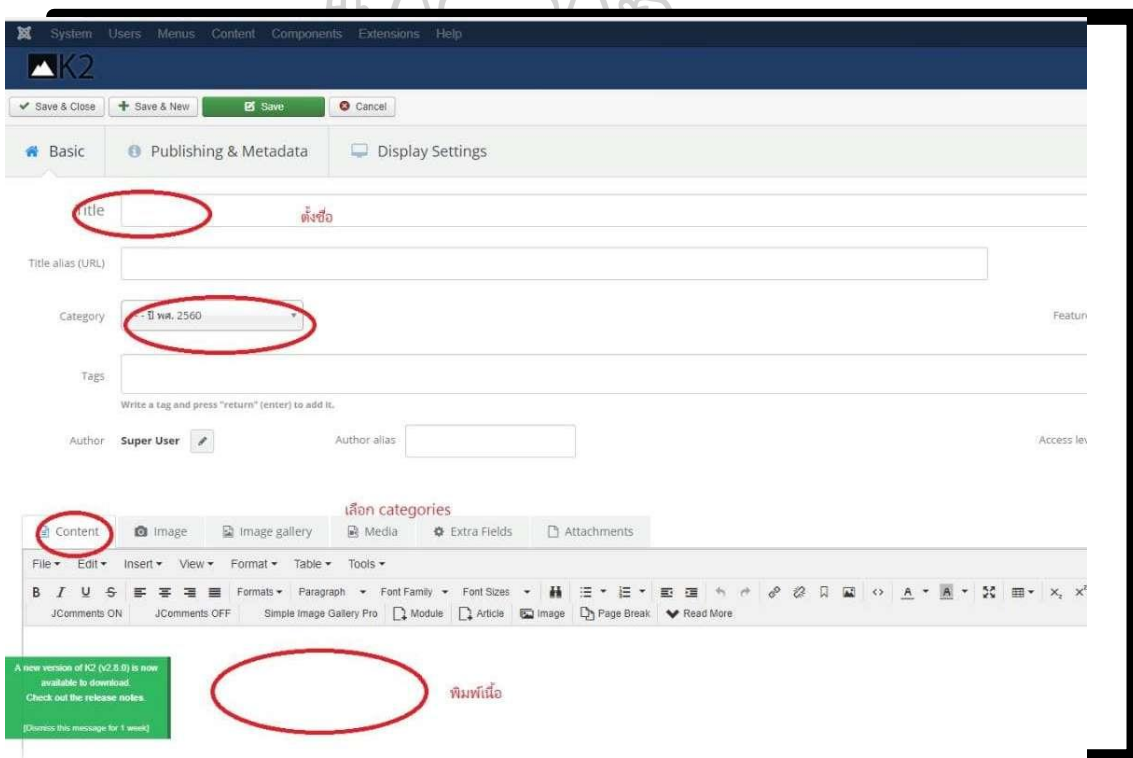 System Users Menus Content Components Extensions Help
K2
Save & Close Save & New Save Cancel
Basic Publishing & Metadata Display Settings
Title ตั้งชื่อ
Title alias (URL)
Category - ปี พศ. 2560 Featur
Tags
Write a tag and press "return" (enter) to add it.
Author Super User Author alias Access lev
เลือก categories
Content Image Image gallery Media Extra Fields Attachments
File Edit Insert View Format Table Tools
B I U S Formats Paragraph Font Family Font Sizes A A x₂ x²
JComments ON JComments OFF Simple Image Gallery Pro Module Article Image Page Break Read More
A new version of K2 (v2.8.0) is now
available to download.
Check out the release notes.
[Dismiss this message for 1 week]
พิมพ์เนื้อ